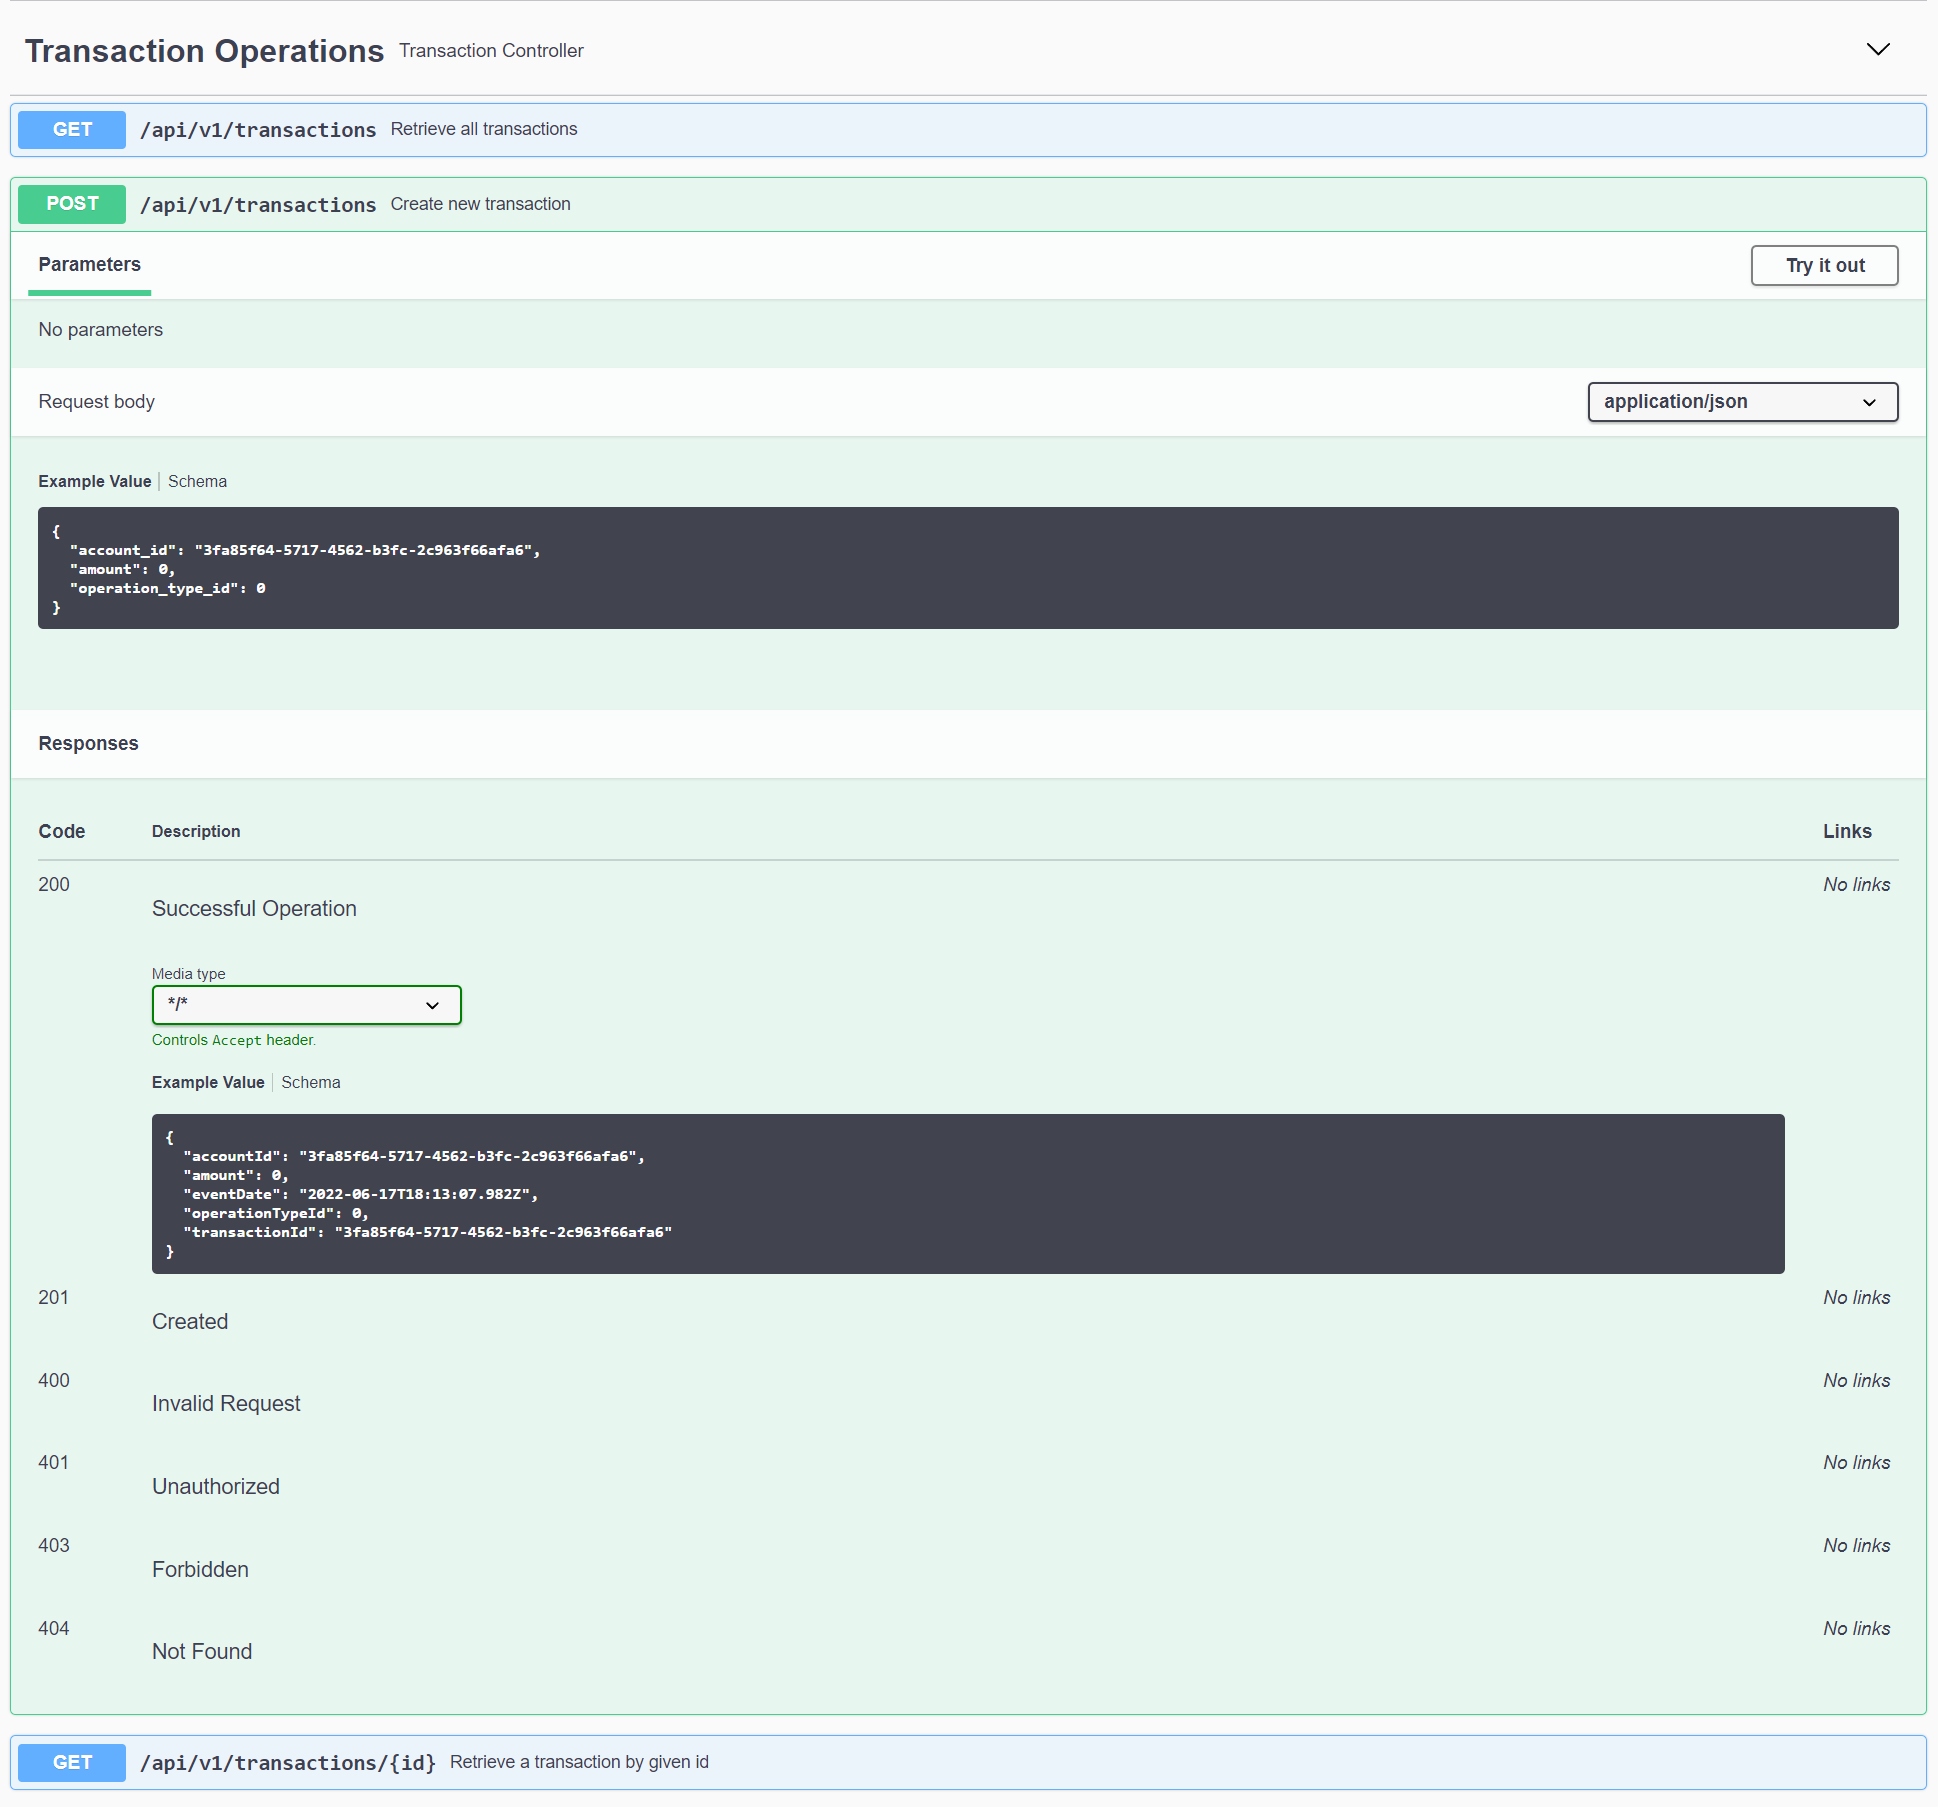 Transaction Operations Transaction Controller
GET /api/v1/transactions Retrieve all transactions
POST /api/v1/transactions Create new transaction
Parameters Try it out
No parameters
Request body application/json
Example Value Schema
{
"account_id": "3fa85f64-5717-4562-b3fc-2c963f66afa6",
"amount": 0,
"operation_type_id": 0
}
Responses
Code Description Links
200 No links
Successful Operation
Media type
*/*
Controls Accept header.
Example Value Schema
{
"accountId": "3fa85f64-5717-4562-b3fc-2c963f66afa6",
"amount": 0,
"eventDate": "2022-06-17T18:13:07.982Z",
"operationTypeId": 0,
"transactionId": "3fa85f64-5717-4562-b3fc-2c963f66afa6"
}
201 No links
Created
400 No links
Invalid Request
401 No links
Unauthorized
403 No links
Forbidden
404 No links
Not Found
GET /api/v1/transactions/{id} Retrieve a transaction by given id